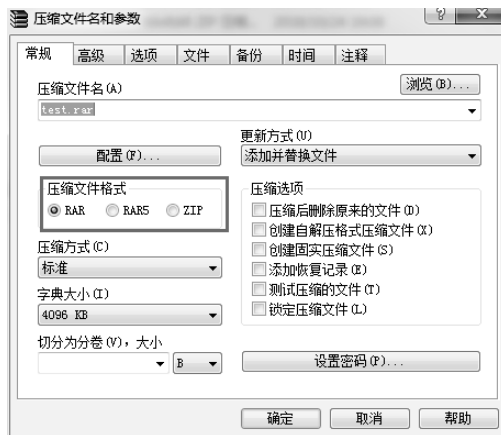 压缩文件名和参数
常规 高级 选项 文件 备份 时间 注释
压缩文件名(A)
浏览(B)...
test.rar
更新方式(U)
配置(F)...
添加并替换文件
压缩文件格式
RAR RAR5 ZIP
压缩选项
压缩后删除原来的文件(D)
创建自解压格式压缩文件(X)
创建固实压缩文件(S)
添加恢复记录(E)
测试压缩的文件(T)
锁定压缩文件(L)
压缩方式(C)
标准
字典大小(I)
4096 KB
切分为分卷(V),大小
B
设置密码(P)...
确定 取消 帮助